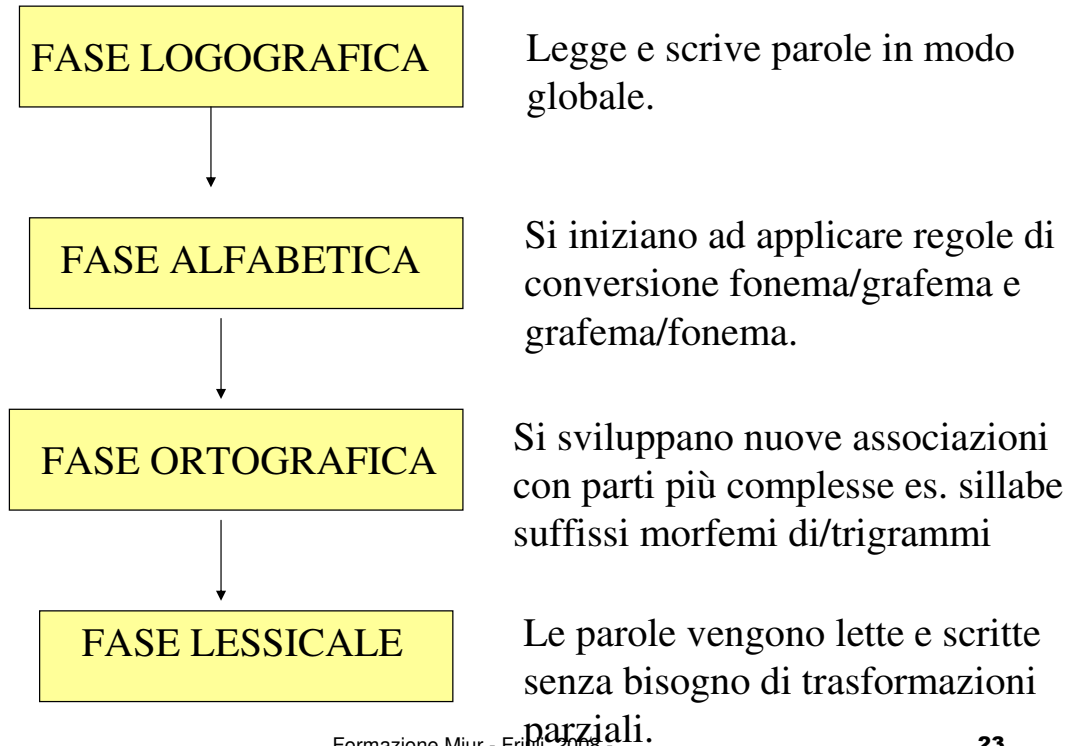 FASE LOGOGRAFICA
Legge e scrive parole in modo
globale.
FASE ALFABETICA
Si iniziano ad applicare regole di
conversione fonema/grafema e
grafema/fonema.
FASE ORTOGRAFICA
Si sviluppano nuove associazioni
con parti più complesse es. sillabe
suffissi morfemi di/trigrammi
FASE LESSICALE
Le parole vengono lette e scritte
senza bisogno di trasformazioni
parziali.
Formazione Miur - Friuli 2008 -
23